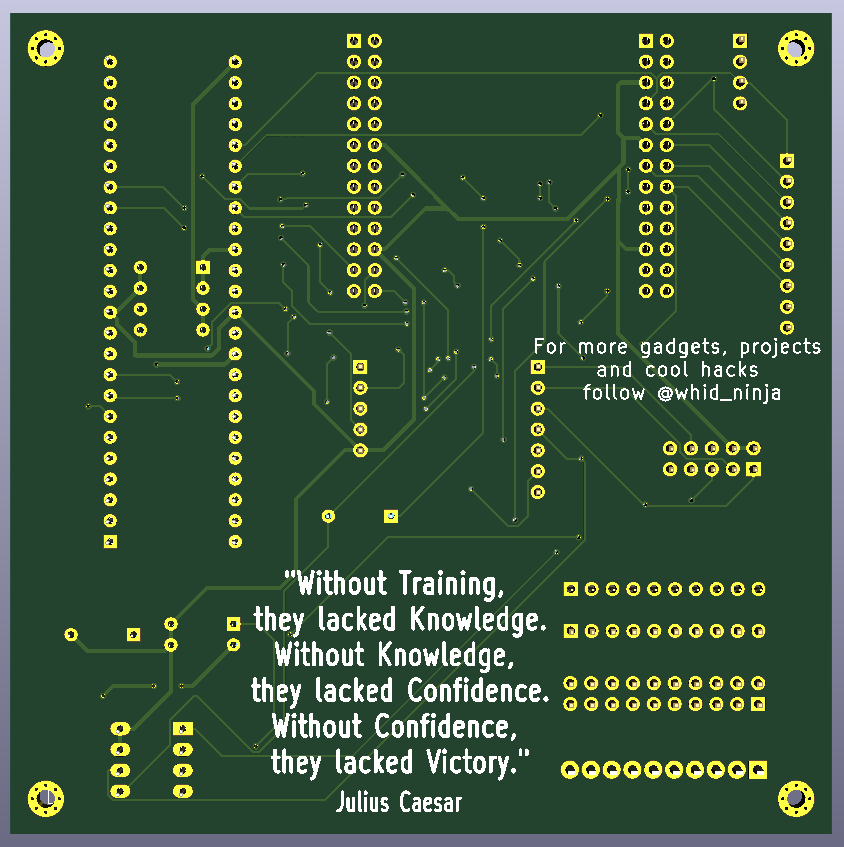 For more gadgets, projects
and cool hacks
follow @whid_ninja
"Without Training,
they lacked Knowledge.
Without Knowledge,
they lacked Confidence.
Without Confidence,
they lacked Victory."
Julius Caesar